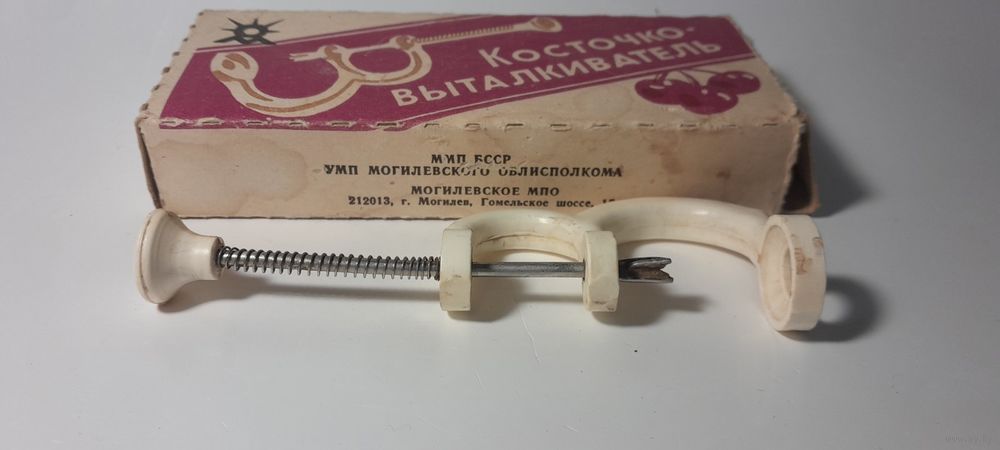 Косточко-
выталкиватель
МИП БССР
УМП МОГИЛЕВСКОГО ОБЛИСПОЛКОМА
МОГИЛЕВСКОЕ МПО
212013, г. Могилев, Гомельское шоссе,